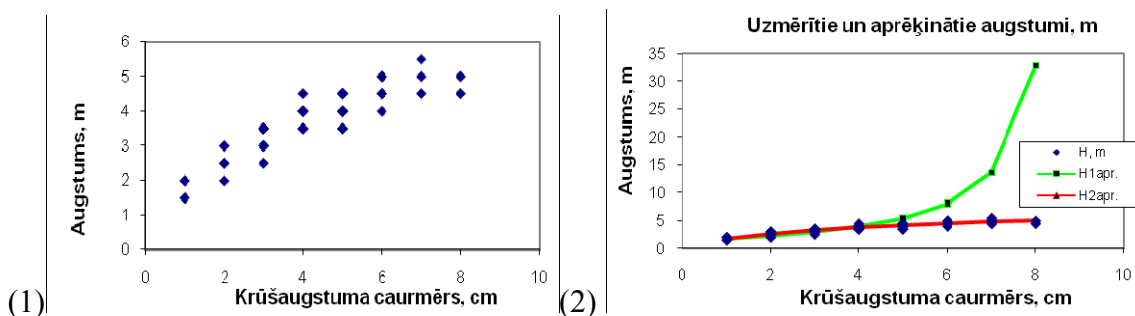 (1)
Augstums, m
6
5
4
3
2
1
0
0 2 4 6 8 10
Krūšaugstuma caurmērs, cm
(2)
Uzmērītie un aprēķinātie augstumi, m
Augstums, m
35
30
25
20
15
10
5
0
0 2 4 6 8 10
Krūšaugstuma caurmērs, cm
H, m
H1apr.
H2apr.